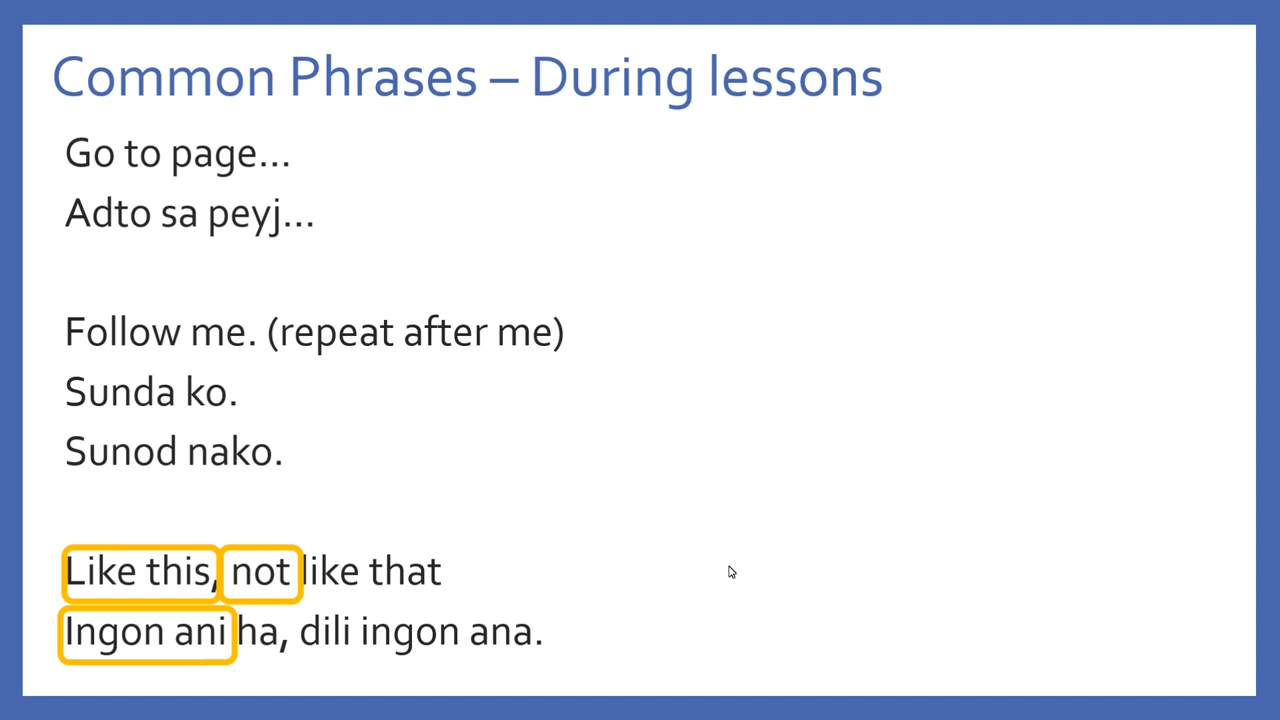 Common Phrases – During lessons
Go to page...
Adto sa peyj...
Follow me. (repeat after me)
Sunda ko.
Sunod nako.
Like this, not like that
Ingon ani ha, dili ingon ana.